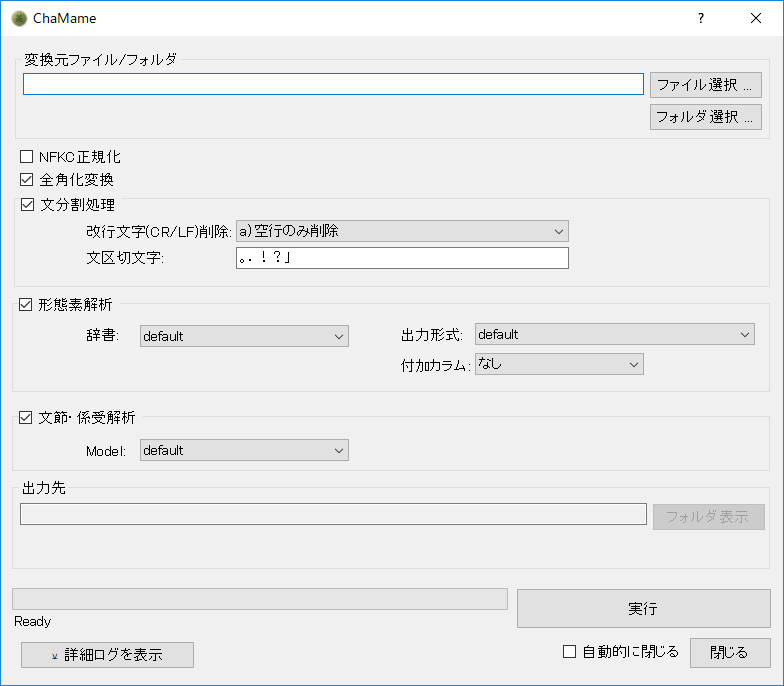 ChaMame
変換元ファイル/フォルダ
ファイル選択 ...
フォルダ選択 ...
NFKC正規化
全角化変換
文分割処理
改行文字(CR/LF)削除: a) 空行のみ削除
文区切文字: 。．！？」
形態素解析
辞書: default 出力形式: default
付加カラム: なし
文節・係受解析
Model: default
出力先
フォルダ表示
実行
Ready
詳細ログを表示 自動的に閉じる 閉じる